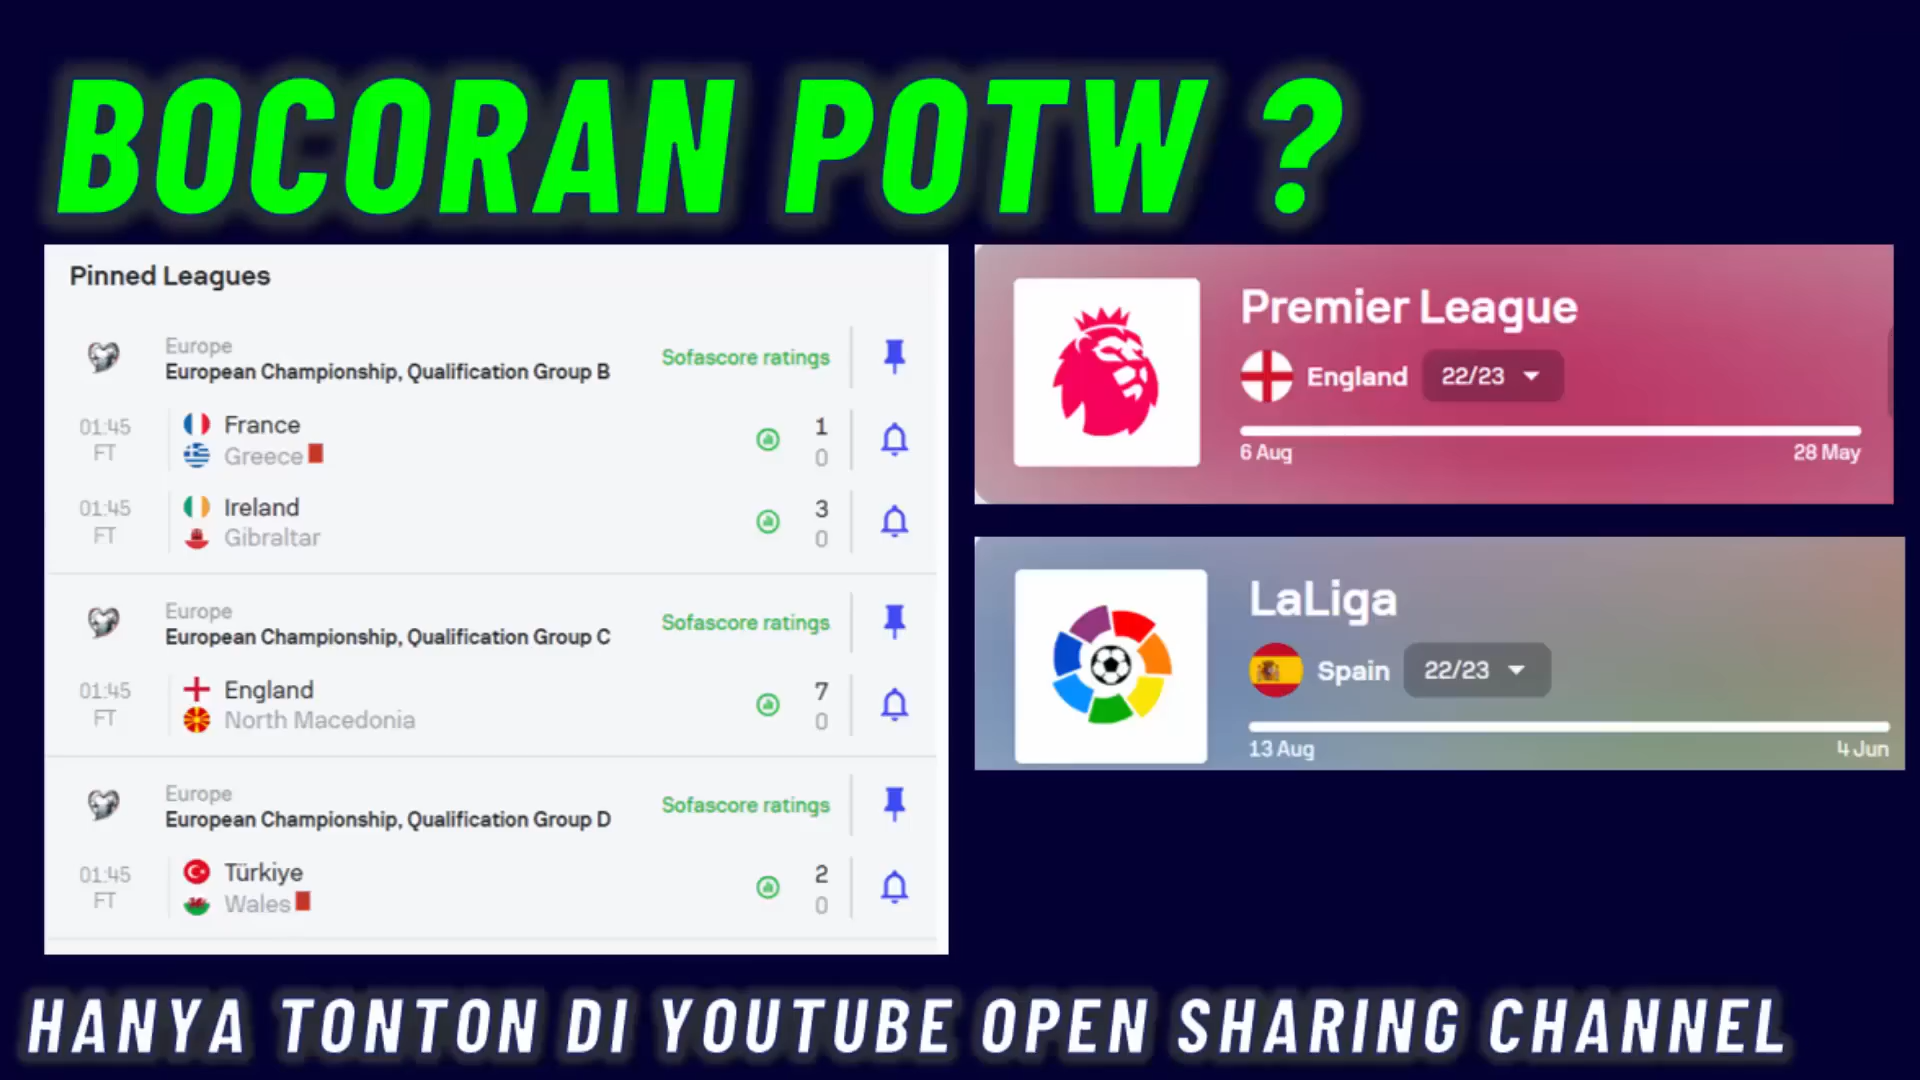 BOCORAN POTW ?
Pinned Leagues
Europe
European Championship, Qualification Group B
Sofascore ratings
01:45
FT
France
Greece
1
0
01:45
FT
Ireland
Gibraltar
3
0
Europe
European Championship, Qualification Group C
Sofascore ratings
01:45
FT
England
North Macedonia
7
0
Europe
European Championship, Qualification Group D
Sofascore ratings
01:45
FT
Türkiye
Wales
2
0
Premier League
England 22/23
6 Aug 28 May
LaLiga
Spain 22/23
13 Aug 4 Jun
HANYA TONTON DI YOUTUBE OPEN SHARING CHANNEL